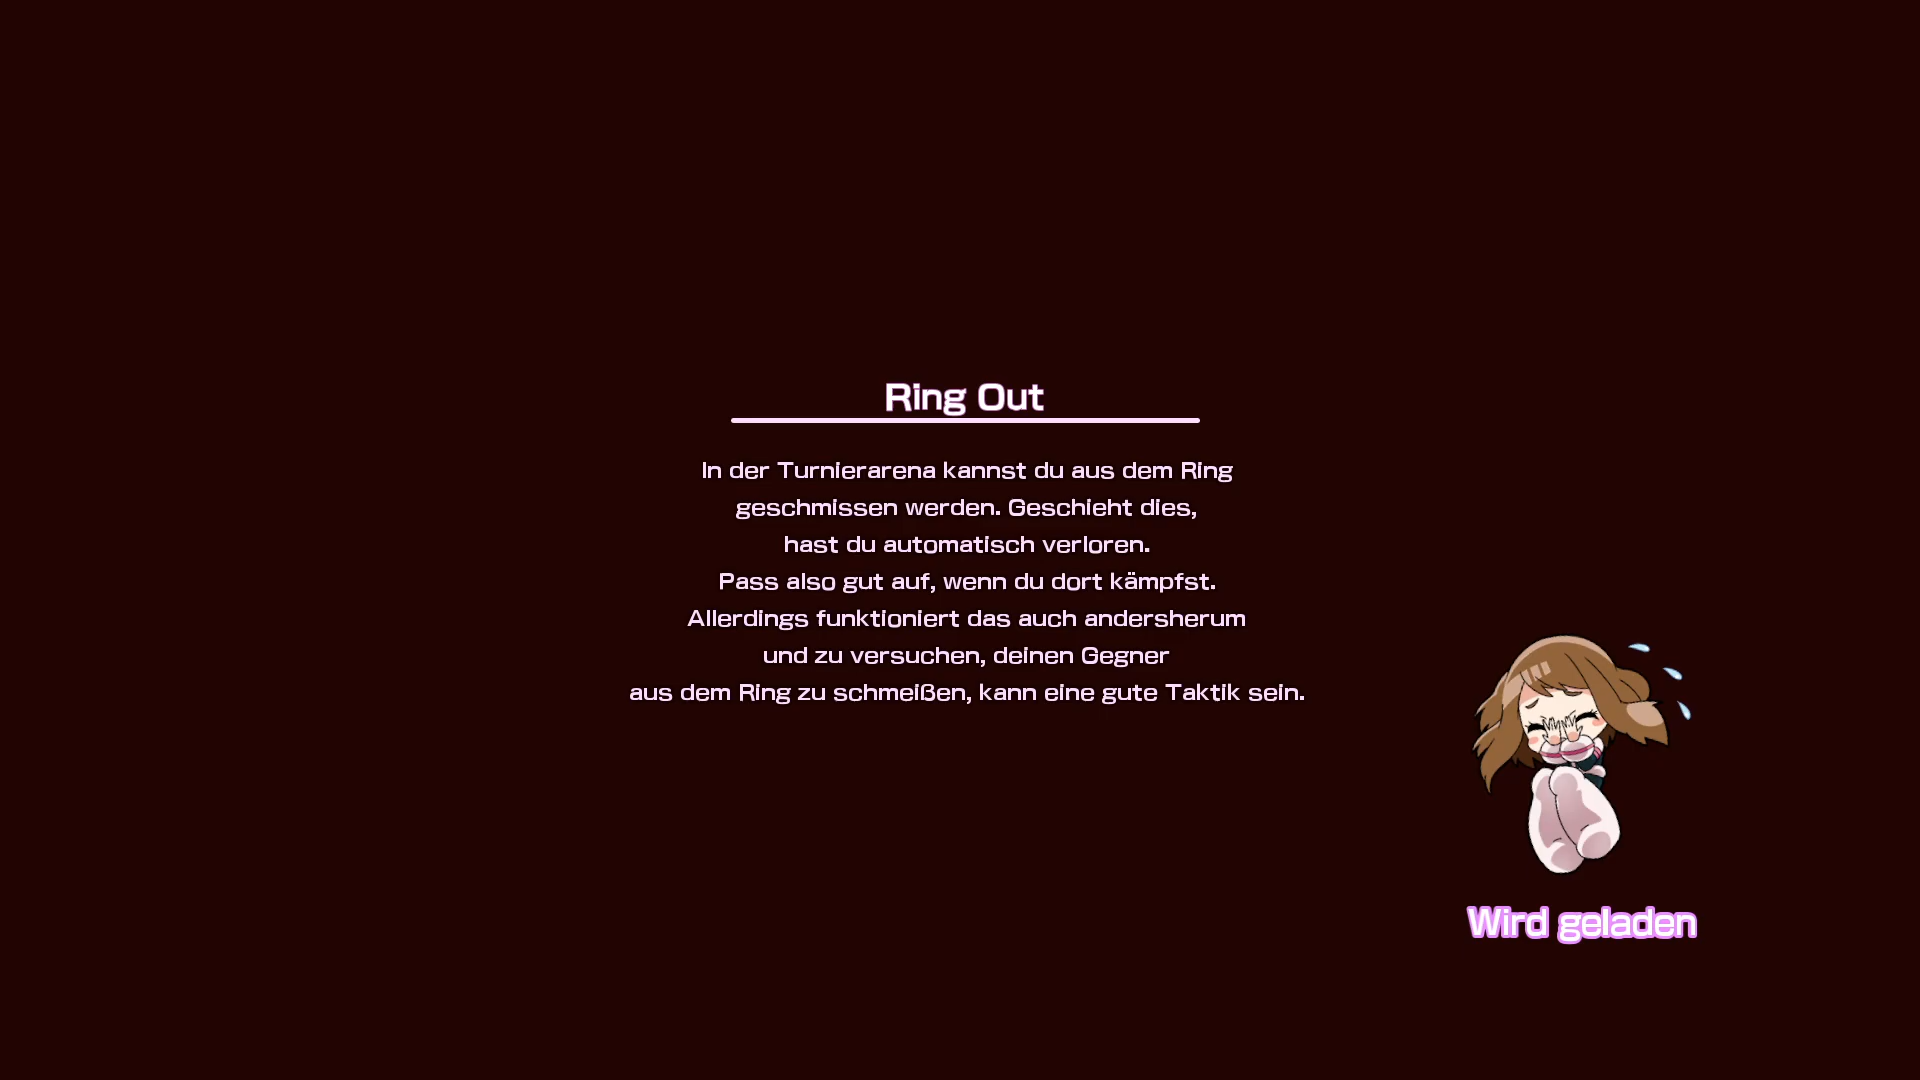 Ring Out
In der Turnierarena kannst du aus dem Ring
geschmissen werden. Geschieht dies,
hast du automatisch verloren.
Pass also gut auf, wenn du dort kämpfst.
Allerdings funktioniert das auch andersherum
und zu versuchen, deinen Gegner
aus dem Ring zu schmeißen, kann eine gute Taktik sein.
Wird geladen